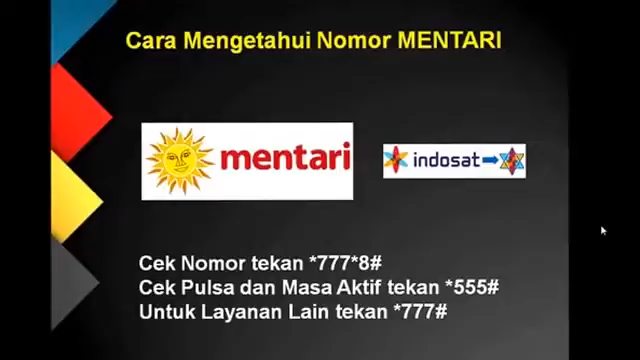 Cara Mengetahui Nomor MENTARI
mentari
indosat
Cek Nomor tekan *777*8#
Cek Pulsa dan Masa Aktif tekan *555#
Untuk Layanan Lain tekan *777#